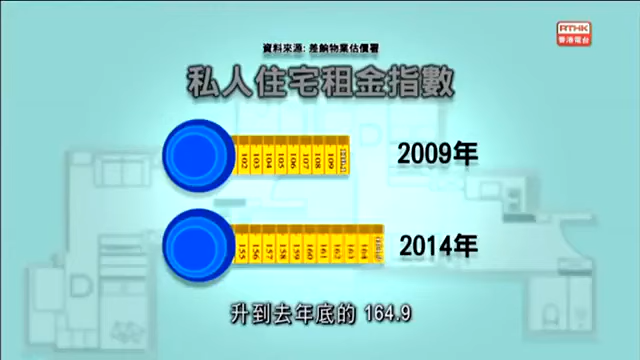 RTHK
香港電台
資料來源: 差餉物業估價署
私人住宅租金指數
102 103 104 105 106 107 108 109
2009年
155 156 157 158 159 160 161 162 163 164
2014年
升到去年底的 164.9